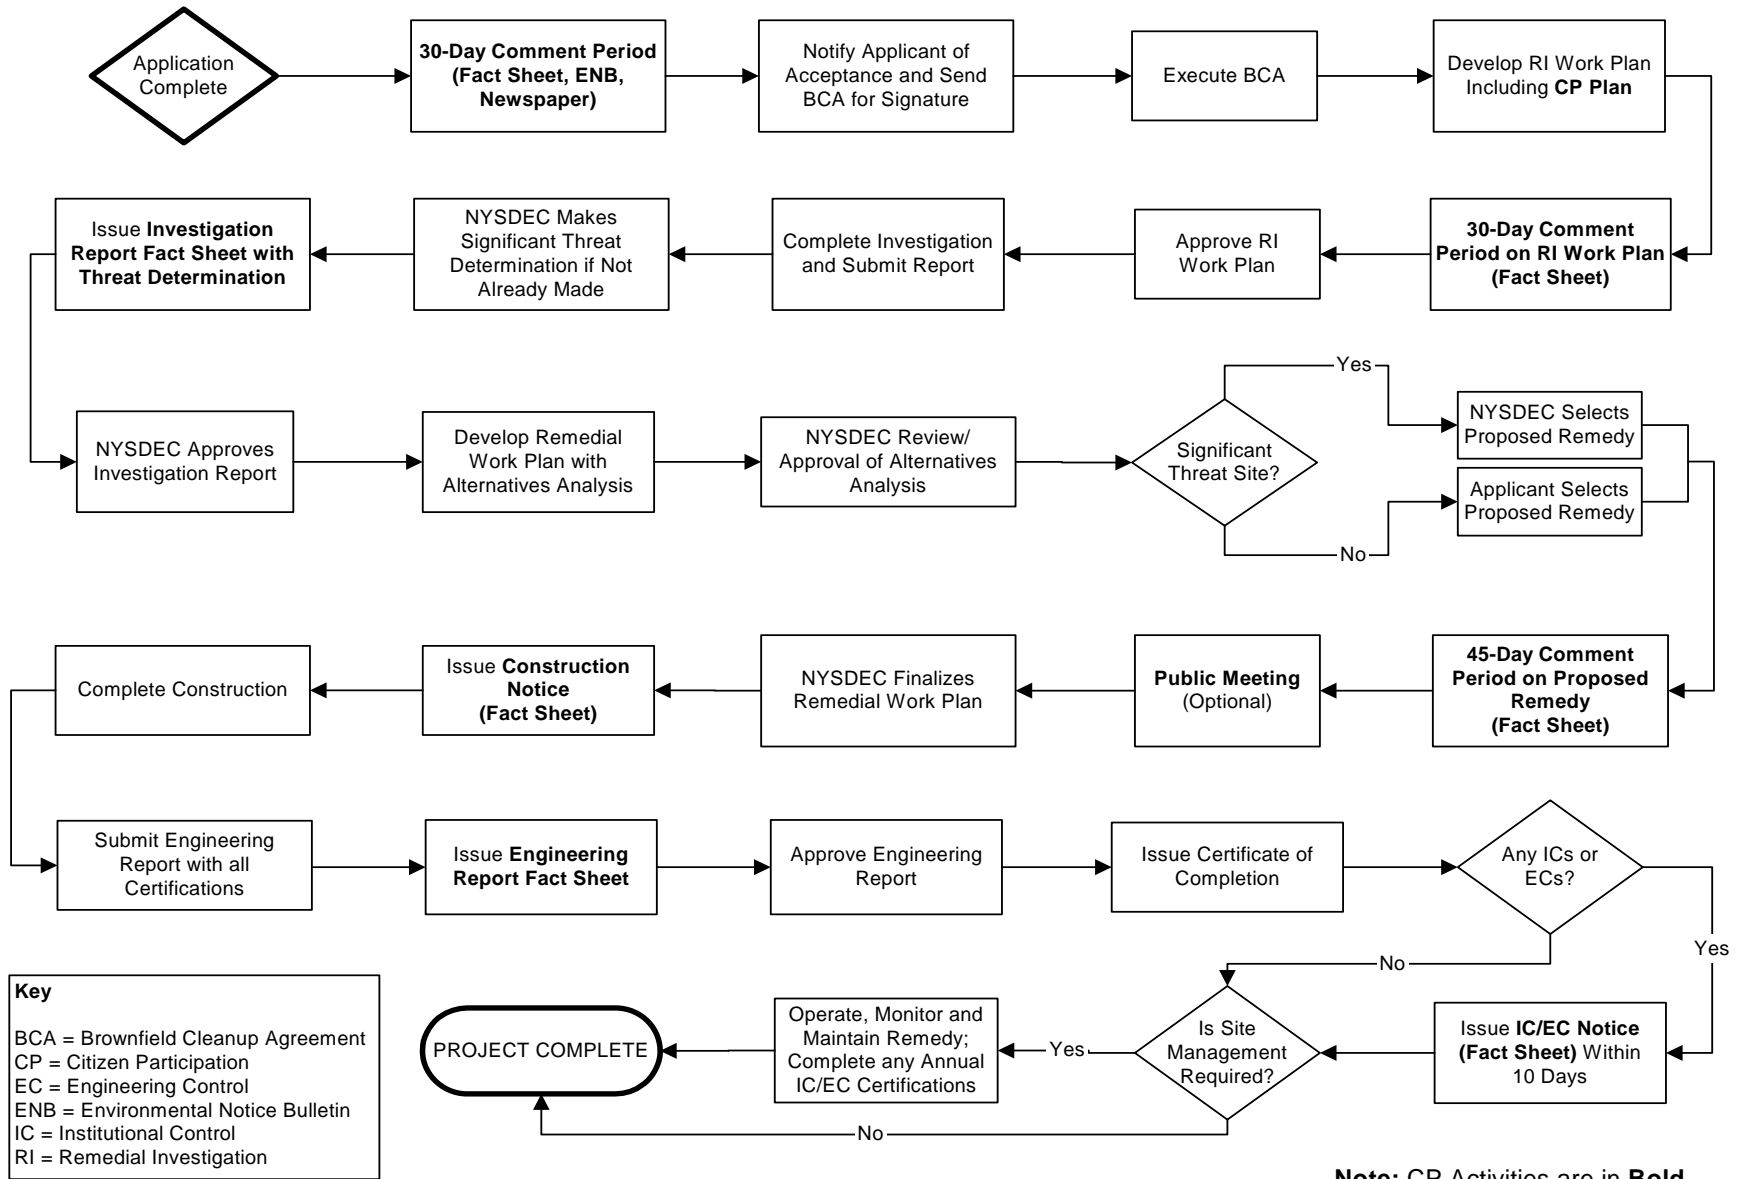 Application
Complete
30-Day Comment Period
(Fact Sheet, ENB,
Newspaper)
Notify Applicant of
Acceptance and Send
BCA for Signature
Execute BCA
Develop RI Work Plan
Including CP Plan
30-Day Comment
Period on RI Work Plan
(Fact Sheet)
Approve RI
Work Plan
Complete Investigation
and Submit Report
NYSDEC Makes
Significant Threat
Determination if Not
Already Made
Issue Investigation
Report Fact Sheet with
Threat Determination
NYSDEC Approves
Investigation Report
Develop Remedial
Work Plan with
Alternatives Analysis
NYSDEC Review/
Approval of Alternatives
Analysis
Significant
Threat Site?
Yes
NYSDEC Selects
Proposed Remedy
No
Applicant Selects
Proposed Remedy
45-Day Comment
Period on Proposed
Remedy
(Fact Sheet)
Public Meeting
(Optional)
NYSDEC Finalizes
Remedial Work Plan
Issue Construction
Notice
(Fact Sheet)
Complete Construction
Submit Engineering
Report with all
Certifications
Issue Engineering
Report Fact Sheet
Approve Engineering
Report
Issue Certificate of
Completion
Any ICs or
ECs?
Yes
No
Issue IC/EC Notice
(Fact Sheet) Within
10 Days
Is Site
Management
Required?
Yes
Operate, Monitor and
Maintain Remedy;
Complete any Annual
IC/EC Certifications
No
PROJECT COMPLETE
Key
BCA = Brownfield Cleanup Agreement
CP = Citizen Participation
EC = Engineering Control
ENB = Environmental Notice Bulletin
IC = Institutional Control
RI = Remedial Investigation
Note: CP Activities are in Bold